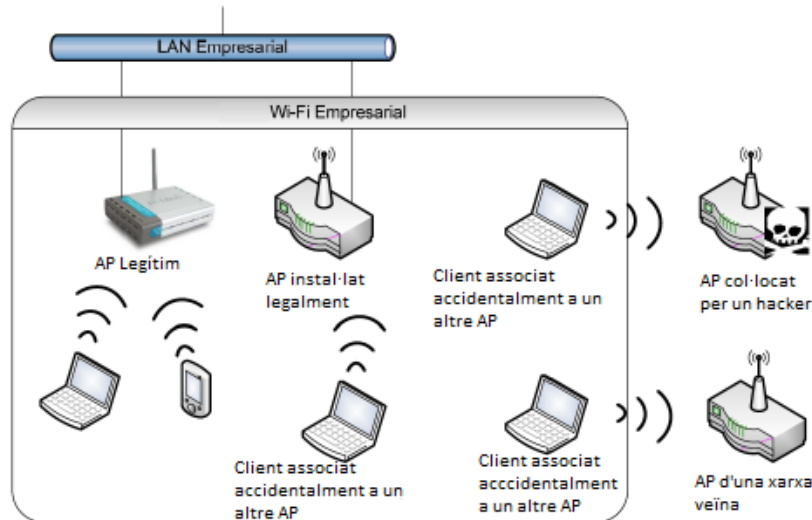 LAN Empresarial
Wi-Fi Empresarial
AP Legítim
AP instal·lat
legalment
Client associat
accidentalment a un
altre AP
AP col·locat
per un hacker
Client associat
accidentalment a un
altre AP
Client associat
acccidentalment
a un altre AP
AP d'una xarxa
veïna